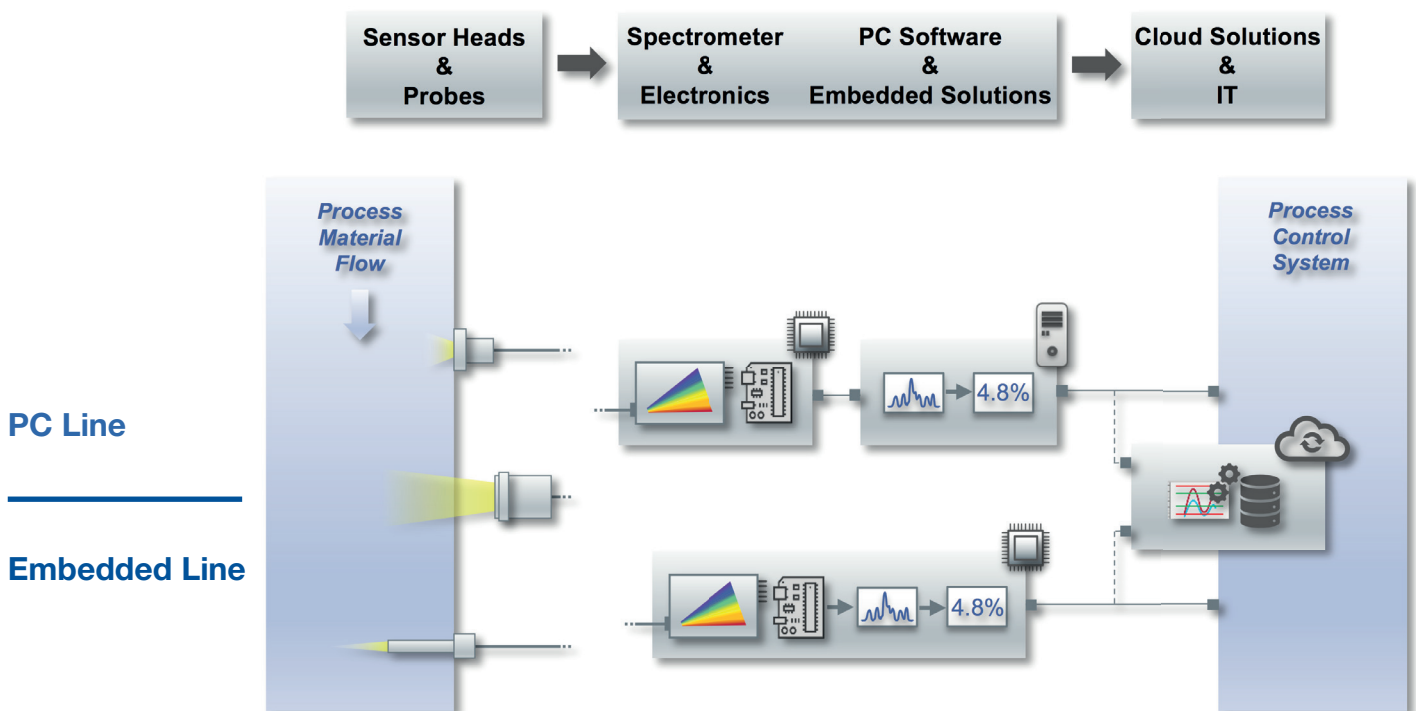 Sensor Heads
&
Probes
Spectrometer
&
Electronics
PC Software
&
Embedded Solutions
Cloud Solutions
&
IT
Process
Material
Flow
Process
Control
System
PC Line
4.8%
Embedded Line
4.8%